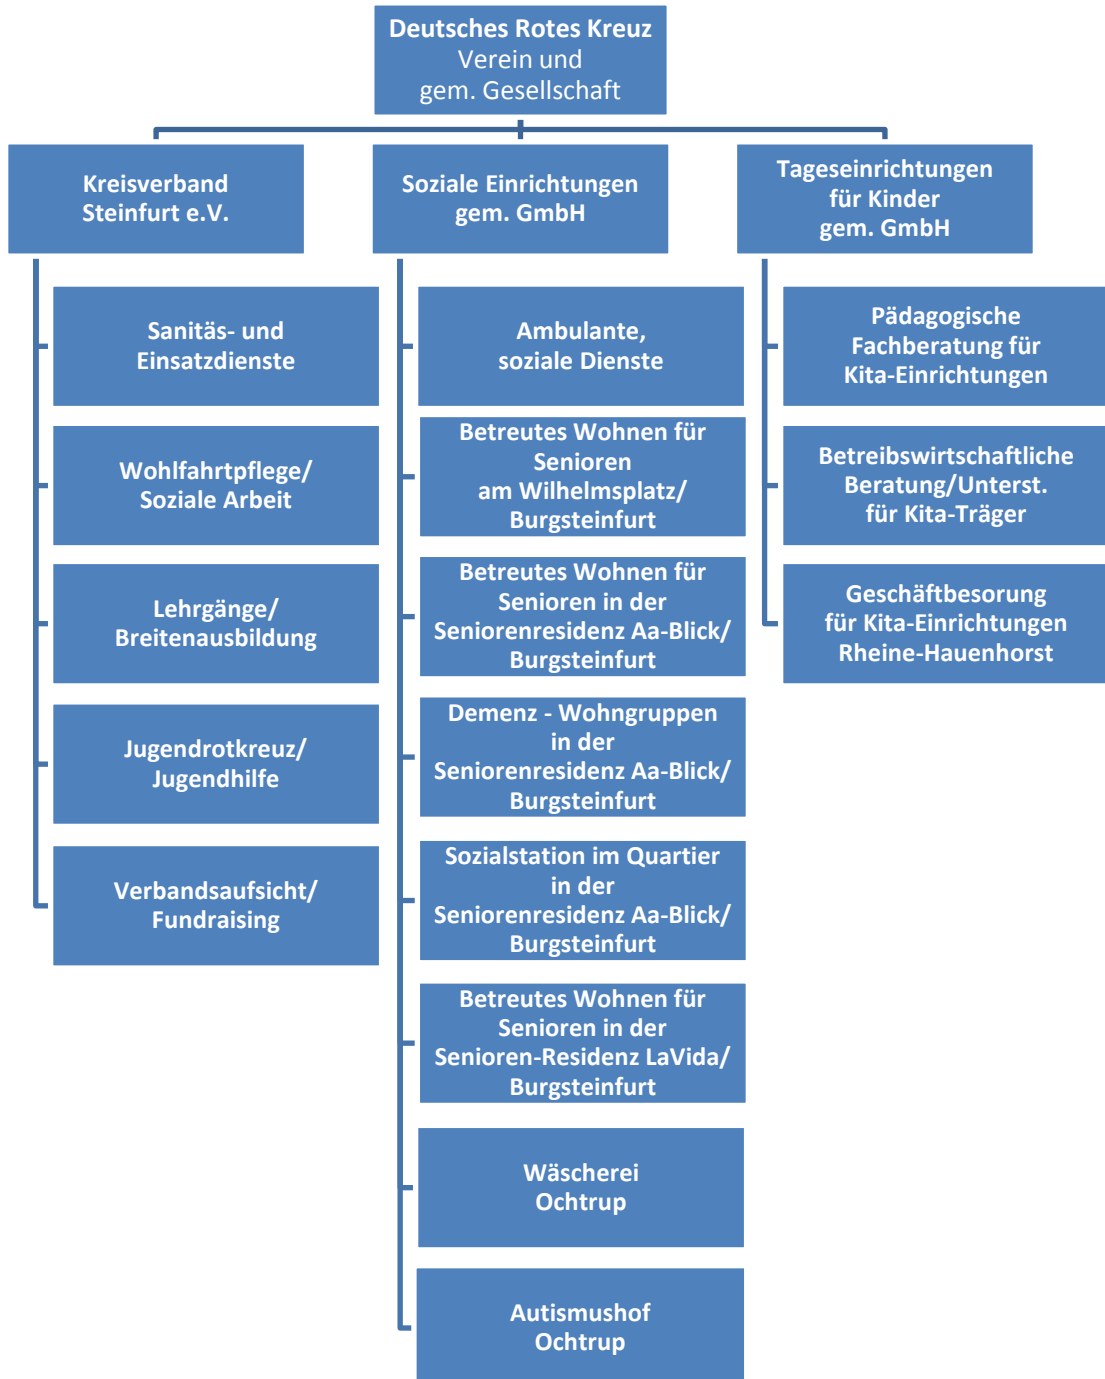 Deutsches Rotes Kreuz
Verein und
gem. Gesellschaft
Kreisverband
Steinfurt e.V.
Sanitäs- und
Einsatzdienste
Wohlfahrtpflege/
Soziale Arbeit
Lehrgänge/
Breitenausbildung
Jugendrotkreuz/
Jugendhilfe
Verbandsaufsicht/
Fundraising
Soziale Einrichtungen
gem. GmbH
Ambulante,
soziale Dienste
Betreutes Wohnen für
Senioren
am Wilhelmsplatz/
Burgsteinfurt
Betreutes Wohnen für
Senioren in der
Seniorenresidenz Aa-Blick/
Burgsteinfurt
Demenz - Wohngruppen
in der
Seniorenresidenz Aa-Blick/
Burgsteinfurt
Sozialstation im Quartier
in der
Seniorenresidenz Aa-Blick/
Burgsteinfurt
Betreutes Wohnen für
Senioren in der
Senioren-Residenz LaVida/
Burgsteinfurt
Wäscherei
Ochtrup
Autismushof
Ochtrup
Tageseinrichtungen
für Kinder
gem. GmbH
Pädagogische
Fachberatung für
Kita-Einrichtungen
Betreibswirtschaftliche
Beratung/Unterst.
für Kita-Träger
Geschäftbesorung
für Kita-Einrichtungen
Rheine-Hauenhorst